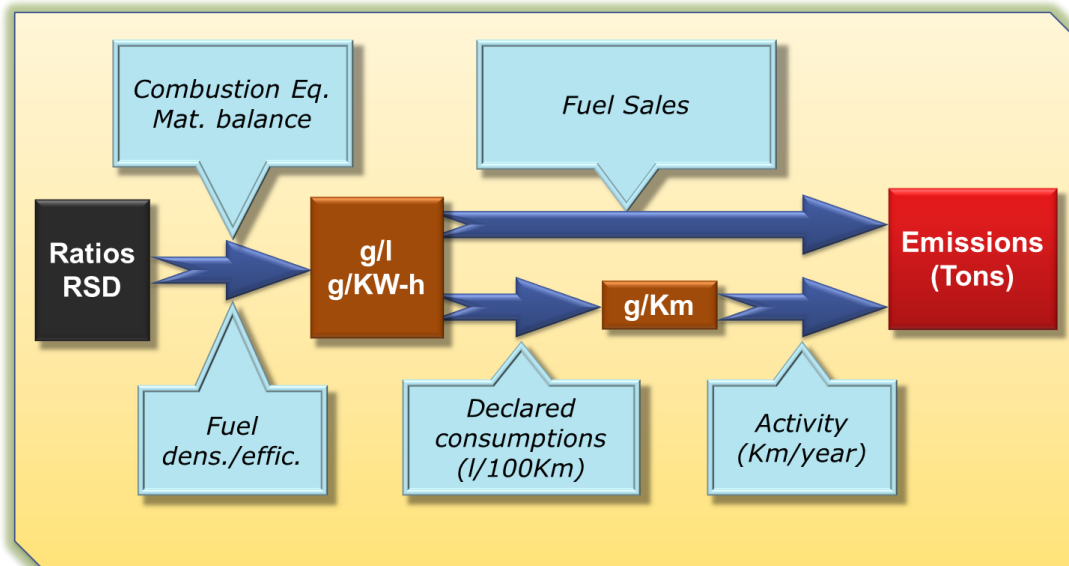 Combustion Eq.
Mat. balance
Fuel Sales
Ratios
RSD
g/l
g/KW-h
g/Km
Emissions
(Tons)
Fuel
dens./effic.
Declared
consumptions
(l/100Km)
Activity
(Km/year)